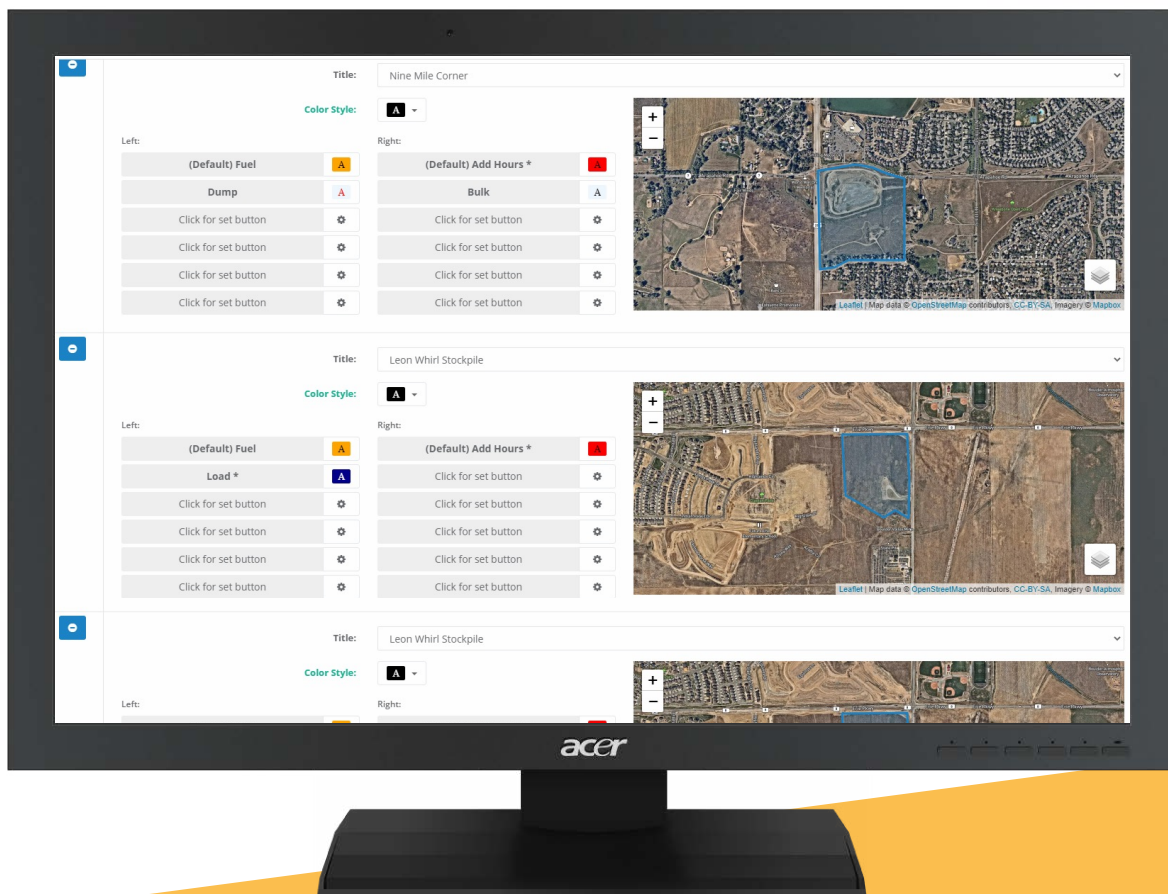 Title: Nine Mile Corner
Color Style: A
Left: Right:
(Default) Fuel A (Default) Add Hours * A
Dump A Bulk A
Click for set button Click for set button
Click for set button Click for set button
Click for set button Click for set button
Click for set button Click for set button
+
−
Leaflet | Map data © OpenStreetMap contributors, CC-BY-SA, Imagery © Mapbox
Title: Leon Whirl Stockpile
Color Style: A
Left: Right:
(Default) Fuel A (Default) Add Hours * A
Load * A Click for set button
Click for set button Click for set button
Click for set button Click for set button
Click for set button Click for set button
Click for set button Click for set button
+
−
Leaflet | Map data © OpenStreetMap contributors, CC-BY-SA, Imagery © Mapbox
Title: Leon Whirl Stockpile
Color Style: A
Left: Right:
+
−
acer